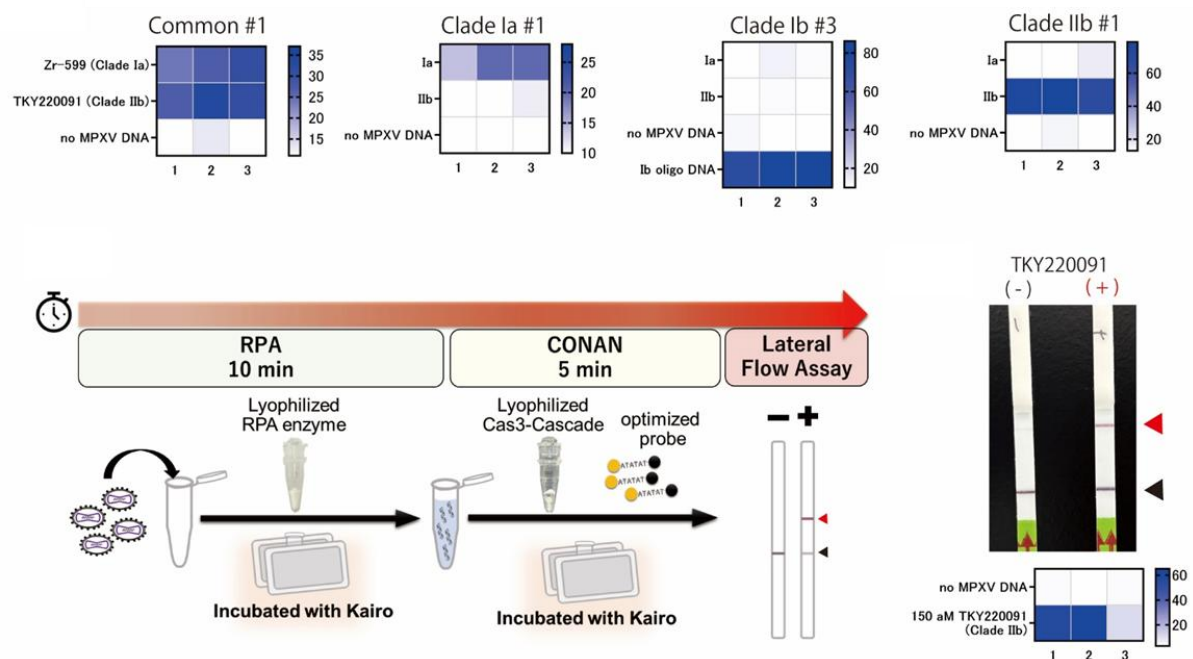 Common #1
Zr-599 (Clade Ia)
TKY220091 (Clade IIb)
no MPXV DNA
1 2 3
35
30
25
20
15
Clade Ia #1
Ia
IIb
no MPXV DNA
1 2 3
25
20
15
10
Clade Ib #3
Ia
IIb
no MPXV DNA
Ib oligo DNA
1 2 3
80
60
40
20
Clade IIb #1
Ia
IIb
no MPXV DNA
1 2 3
60
40
20
RPA
10 min
CONAN
5 min
Lateral
Flow Assay
Lyophilized
RPA enzyme
Incubated with Kairo
Lyophilized
Cas3-Cascade
optimized
probe
ATATAT
ATATAT
ATATAT
Incubated with Kairo
− +
TKY220091
(-) (+)
no MPXV DNA
150 aM TKY220091
(Clade IIb)
1 2 3
60
40
20